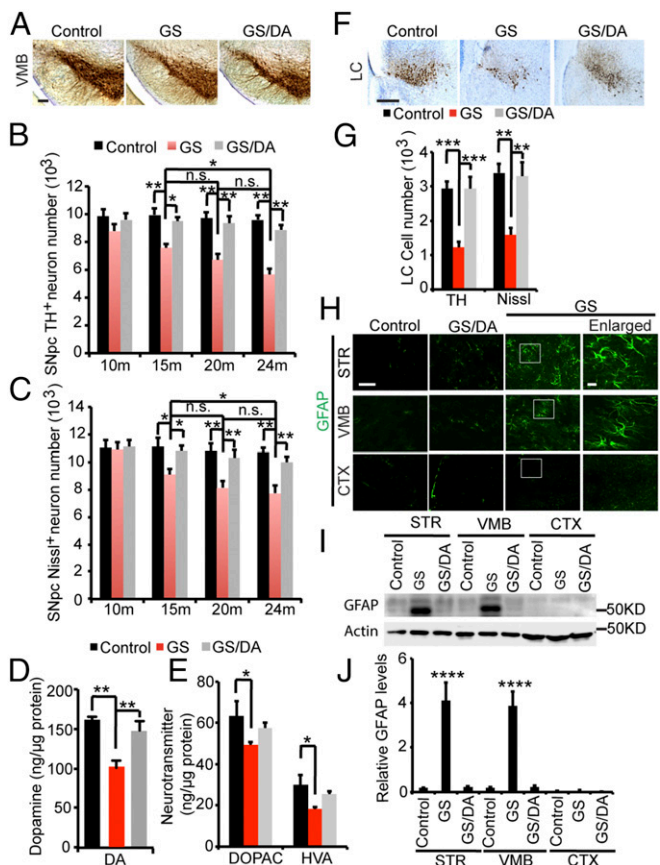 A
Control GS GS/DA
VMB
B
Control GS GS/DA
SNpc TH+ neuron number (10³)
12
10
8
6
4
2
0
*
n.s.
n.s.
** * ** ** ** **
10m 15m 20m 24m
C
SNpc Nissl+ neuron number (10³)
14
12
10
8
6
4
2
0
*
n.s.
n.s.
* * ** ** ** **
10m 15m 20m 24m
Control GS GS/DA
D
Dopamine (ng/µg protein)
200
150
100
50
0
** **
DA
E
Neurotransmitter
(ng/µg protein)
80
60
40
20
0
*
*
DOPAC HVA
F
Control GS GS/DA
LC
Control GS GS/DA
G
LC Cell number (10³)
4
3
2
1
0
*** *** ** **
TH Nissl
H
GS
Control GS/DA Enlarged
GFAP
STR
VMB
CTX
I
STR VMB CTX
Control GS GS/DA Control GS GS/DA Control GS GS/DA
GFAP
50KD
Actin
50KD
J
Relative GFAP levels
6
4
2
0
**** ****
Control GS GS/DA Control GS GS/DA Control GS GS/DA
STR VMB CTX